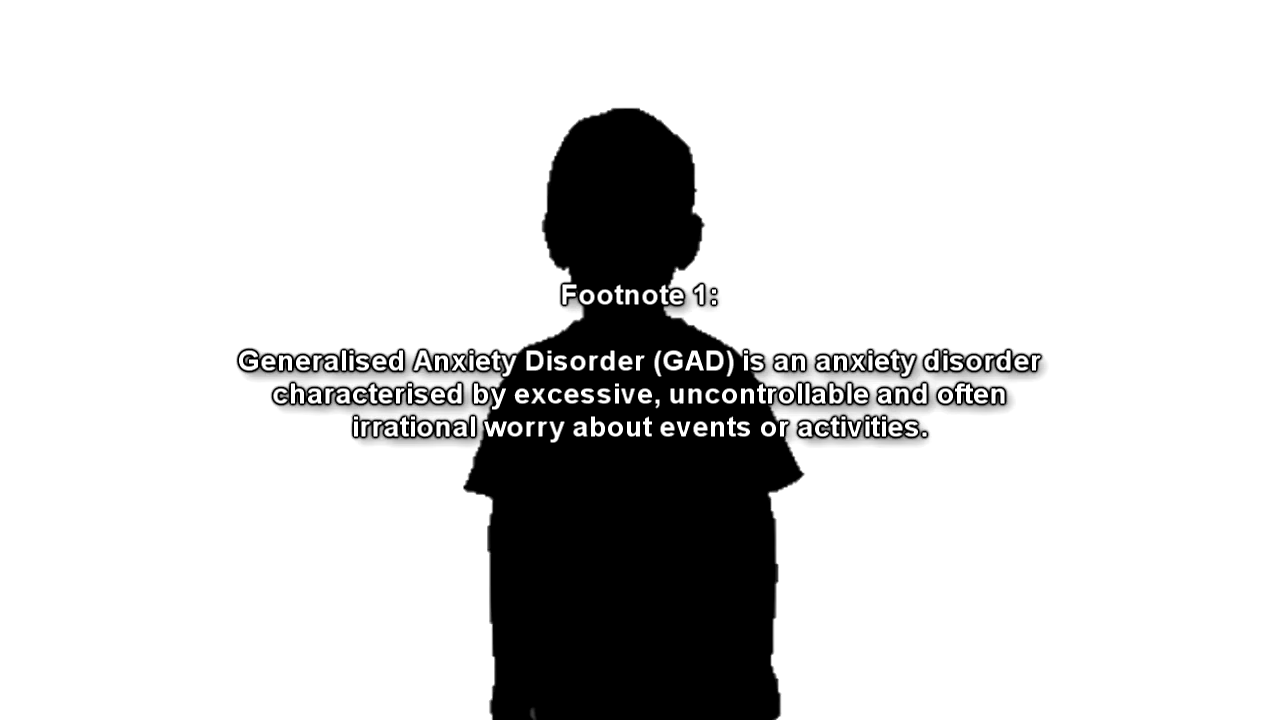 Footnote 1:
Generalised Anxiety Disorder (GAD) is an anxiety disorder
characterised by excessive, uncontrollable and often
irrational worry about events or activities.